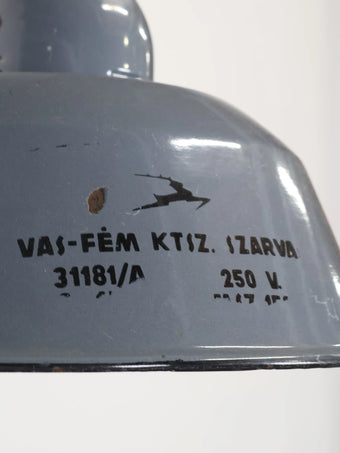 VAS-FÉM KTSZ. SZARVA
31181/A 250 V.